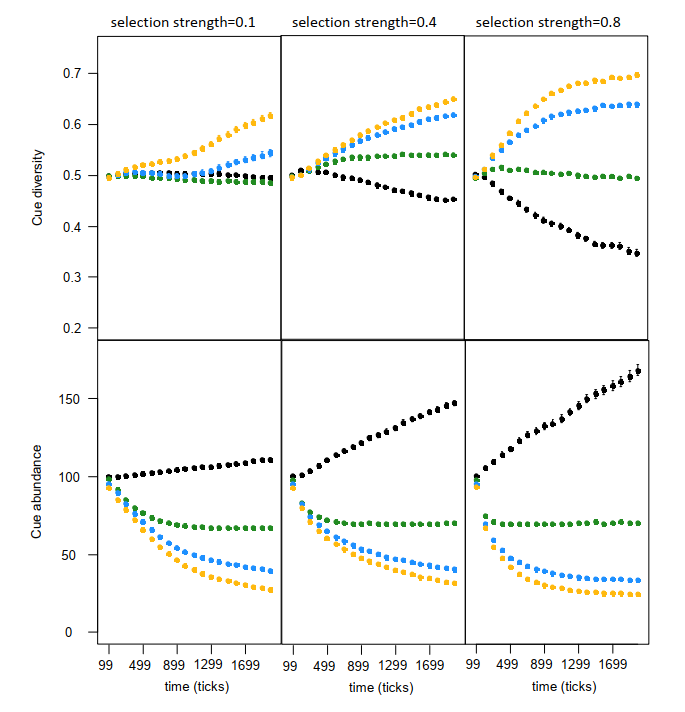 selection strength=0.1 selection strength=0.4 selection strength=0.8
Cue diversity
0.7
0.6
0.5
0.4
0.3
0.2
Cue abundance
150
100
50
0
99 499 899 1299 1699 99 499 899 1299 1699 99 499 899 1299 1699
time (ticks) time (ticks) time (ticks)